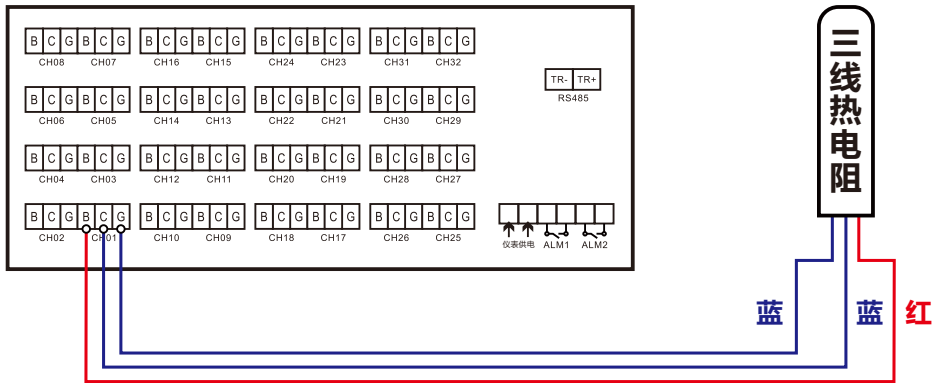 B C G B C G B C G B C G B C G B C G B C G B C G
CH08 CH07 CH16 CH15 CH24 CH23 CH31 CH32
TR- TR+
RS485
B C G B C G B C G B C G B C G B C G B C G B C G
CH06 CH05 CH14 CH13 CH22 CH21 CH30 CH29
B C G B C G B C G B C G B C G B C G B C G B C G
CH04 CH03 CH12 CH11 CH20 CH19 CH28 CH27
B C G B C G B C G B C G B C G B C G B C G B C G
CH02 CH01 CH10 CH09 CH18 CH17 CH26 CH25
仪表供电 ALM1 ALM2
三线热电阻
蓝 蓝 红